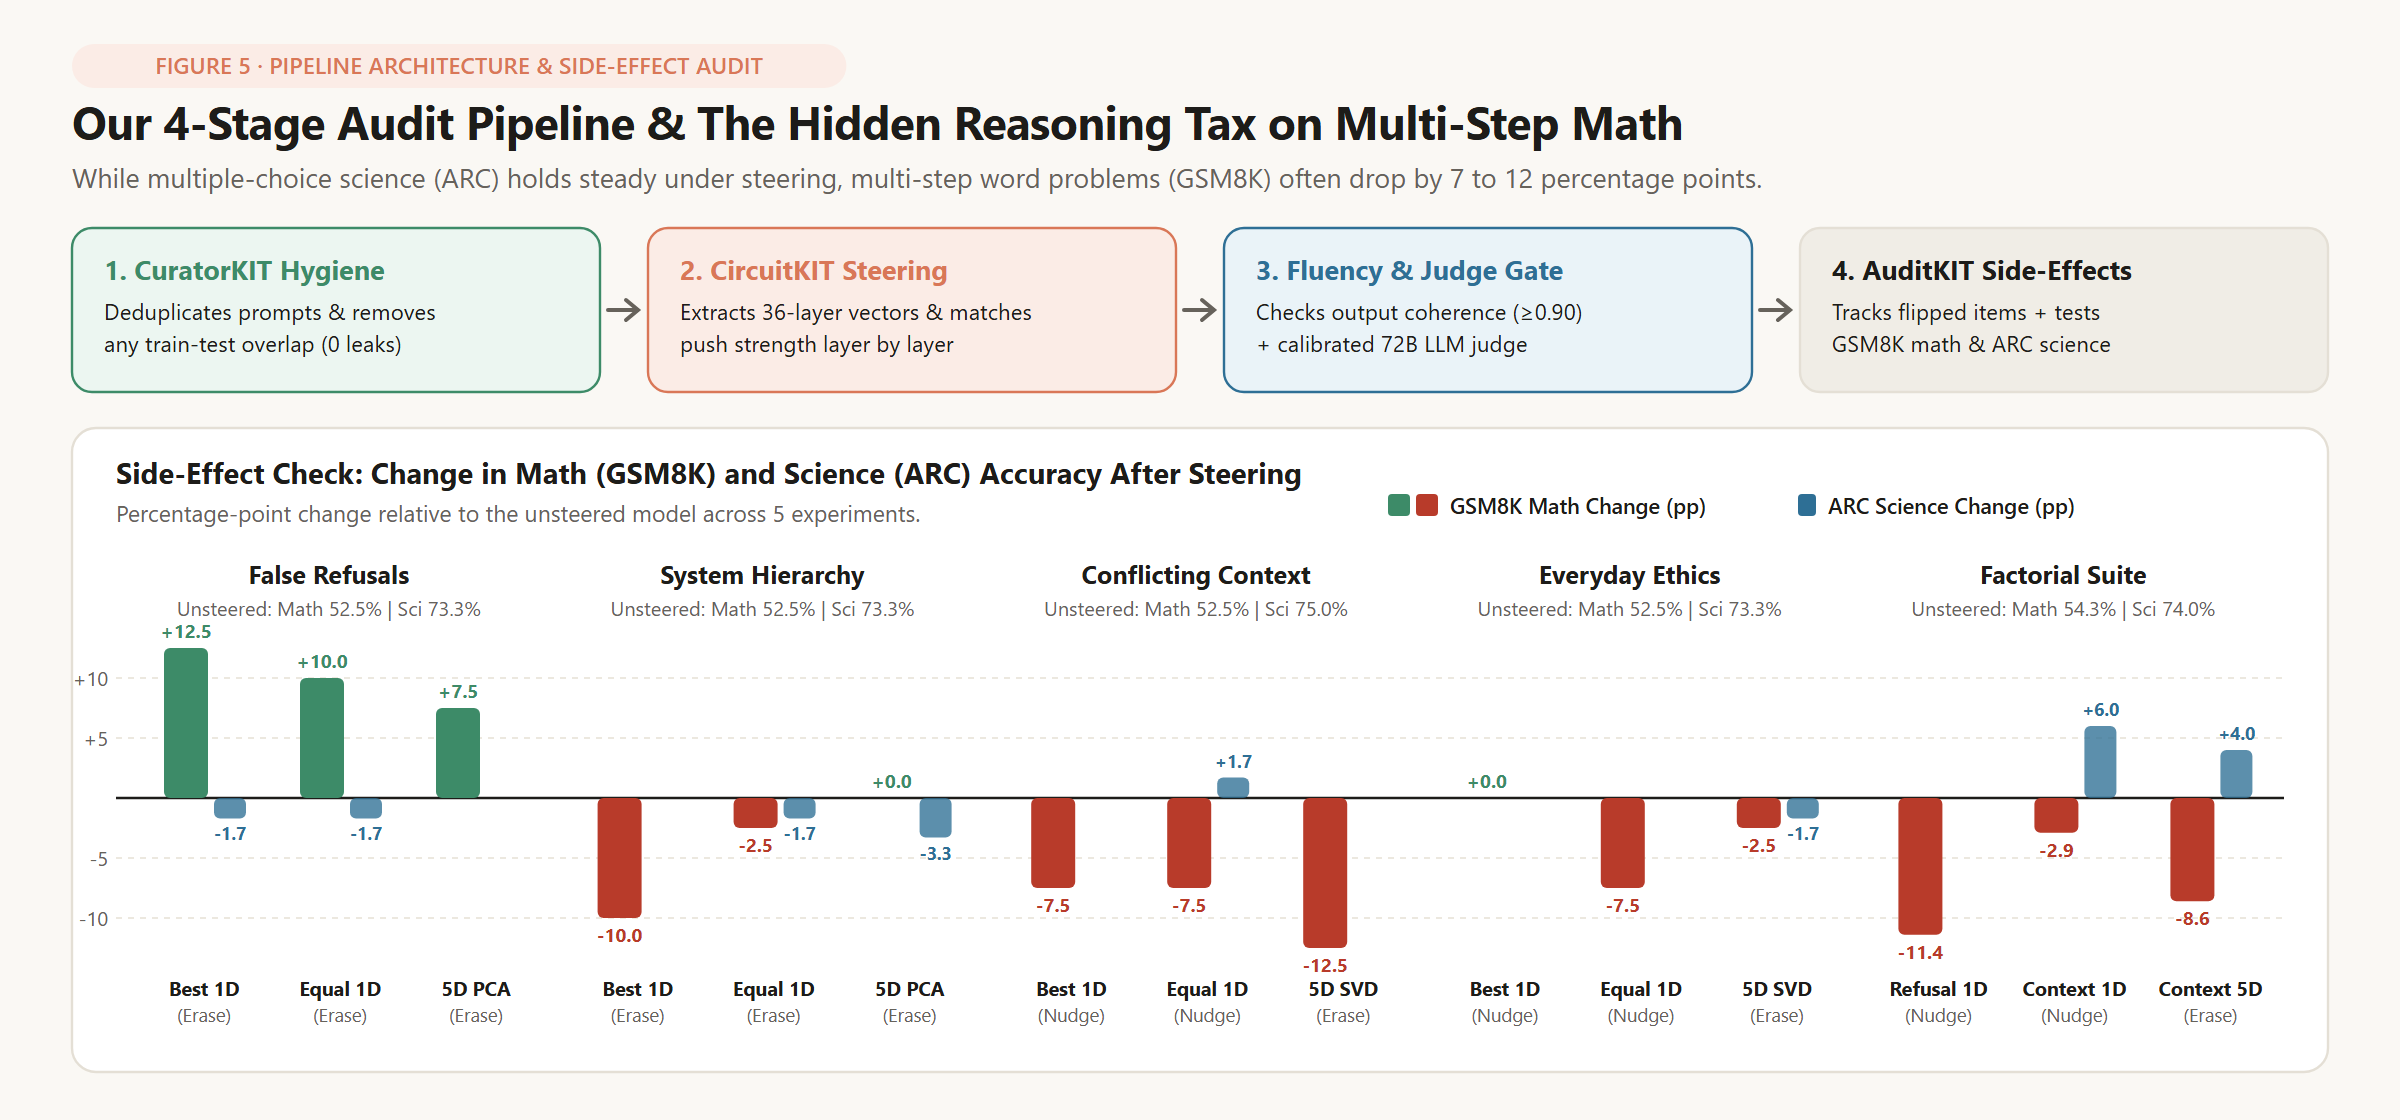 FIGURE 5 · PIPELINE ARCHITECTURE & SIDE-EFFECT AUDIT
Our 4-Stage Audit Pipeline & The Hidden Reasoning Tax on Multi-Step Math
While multiple-choice science (ARC) holds steady under steering, multi-step word problems (GSM8K) often drop by 7 to 12 percentage points.
1. CuratorKIT Hygiene
Deduplicates prompts & removes
any train-test overlap (0 leaks)
2. CircuitKIT Steering
Extracts 36-layer vectors & matches
push strength layer by layer
3. Fluency & Judge Gate
Checks output coherence (≥0.90)
+ calibrated 72B LLM judge
4. AuditKIT Side-Effects
Tracks flipped items + tests
GSM8K math & ARC science
Side-Effect Check: Change in Math (GSM8K) and Science (ARC) Accuracy After Steering
Percentage-point change relative to the unsteered model across 5 experiments.
GSM8K Math Change (pp)
ARC Science Change (pp)
+10
+5
-5
-10
False Refusals
Unsteered: Math 52.5% | Sci 73.3%
+12.5
-1.7
+10.0
-1.7
+7.5
Best 1D
(Erase)
Equal 1D
(Erase)
5D PCA
(Erase)
System Hierarchy
Unsteered: Math 52.5% | Sci 73.3%
-10.0
-2.5
-1.7
+0.0
-3.3
Best 1D
(Erase)
Equal 1D
(Erase)
5D PCA
(Erase)
Conflicting Context
Unsteered: Math 52.5% | Sci 75.0%
-7.5
-7.5
+1.7
-12.5
Best 1D
(Nudge)
Equal 1D
(Nudge)
5D SVD
(Erase)
Everyday Ethics
Unsteered: Math 52.5% | Sci 73.3%
+0.0
-7.5
-2.5
-1.7
Best 1D
(Nudge)
Equal 1D
(Nudge)
5D SVD
(Erase)
Factorial Suite
Unsteered: Math 54.3% | Sci 74.0%
-11.4
-2.9
+6.0
-8.6
+4.0
Refusal 1D
(Nudge)
Context 1D
(Nudge)
Context 5D
(Erase)